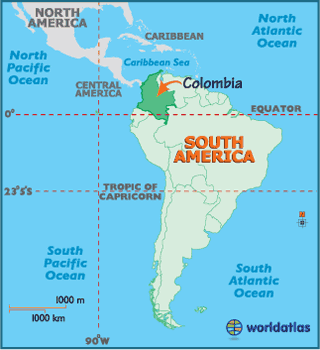 NORTH
AMERICA
North
Atlantic
Ocean
CARIBBEAN
North
Pacific
Ocean
Caribbean Sea
CENTRAL
AMERICA
Colombia
0°
EQUATOR
SOUTH
AMERICA
23°5'S
TROPIC OF
CAPRICORN
South
Pacific
Ocean
South
Atlantic
Ocean
1000 m
1000 km
90°W
worldatlas